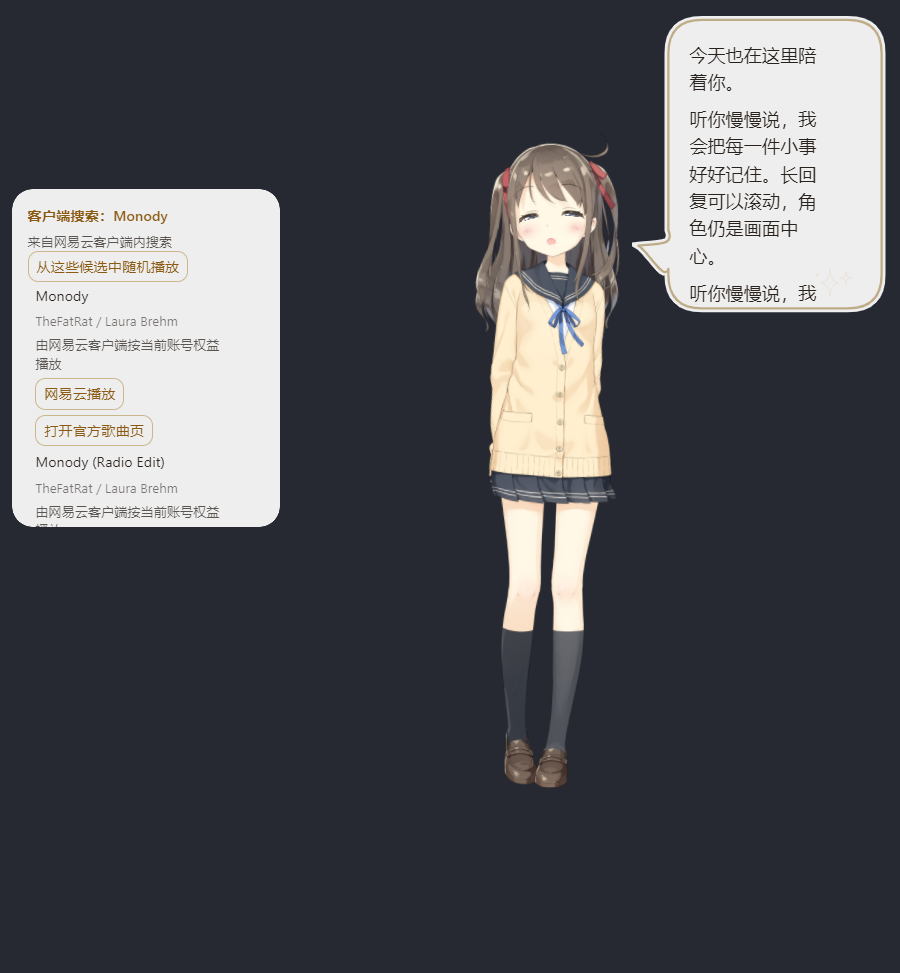 今天也在这里陪
着你。
听你慢慢说，我
会把每一件小事
好好记住。长回
复可以滚动，角
色仍是画面中
心。
听你慢慢说，我
客户端搜索：Monody
来自网易云客户端内搜索
从这些候选中随机播放
Monody
TheFatRat / Laura Brehm
由网易云客户端按当前账号权益
播放
网易云播放
打开官方歌曲页
Monody (Radio Edit)
TheFatRat / Laura Brehm
由网易云客户端按当前账号权益